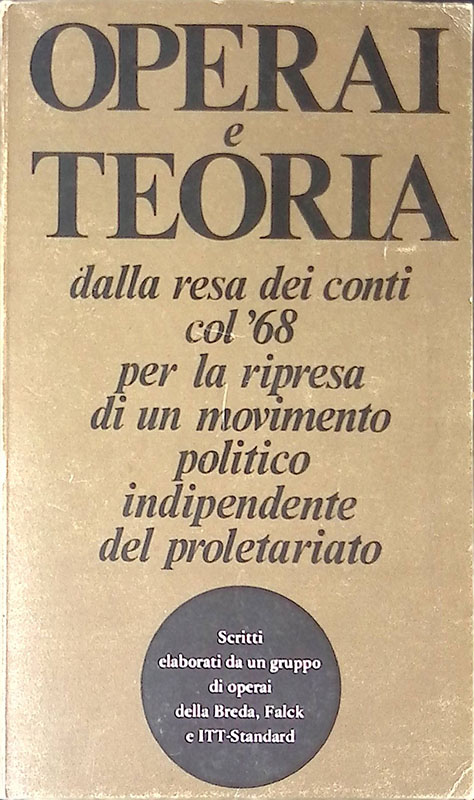 OPERAI
e
TEORIA
dalla resa dei conti
col '68
per la ripresa
di un movimento
politico
indipendente
del proletariato
Scritti
elaborati da un gruppo
di operai
della Breda, Falck
e ITT-Standard